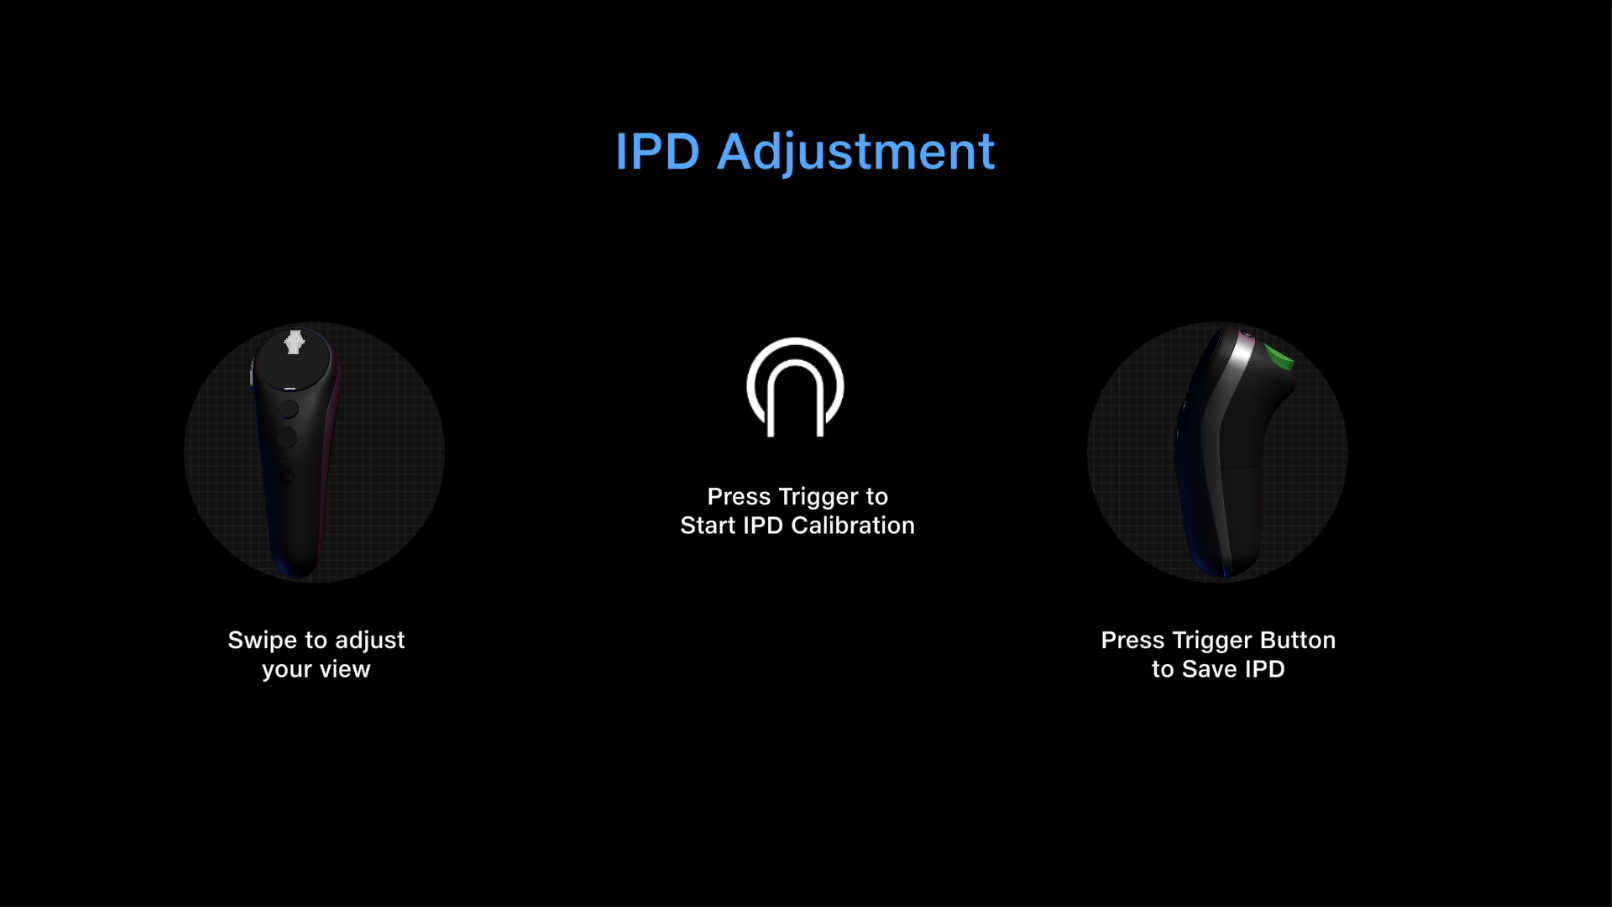 IPD Adjustment
Press Trigger to
Start IPD Calibration
Swipe to adjust
your view
Press Trigger Button
to Save IPD